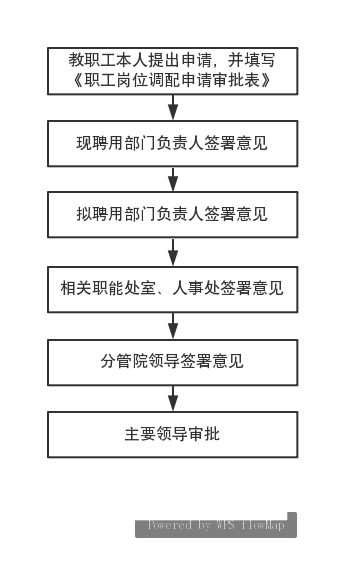 教职工本人提出申请，并填写
《职工岗位调配申请审批表》
现聘用部门负责人签署意见
拟聘用部门负责人签署意见
相关职能处室、人事处签署意见
分管院领导签署意见
主要领导审批
Powered by WPS FlowMap